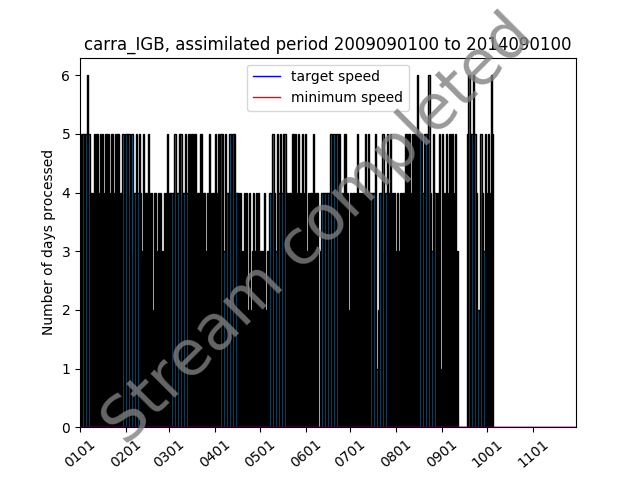 carra_IGB, assimilated period 2009090100 to 2014090100
target speed
minimum speed
Stream completed
Number of days processed
6
5
4
3
2
1
0
0101 0201 0301 0401 0501 0601 0701 0801 0901 1001 1101